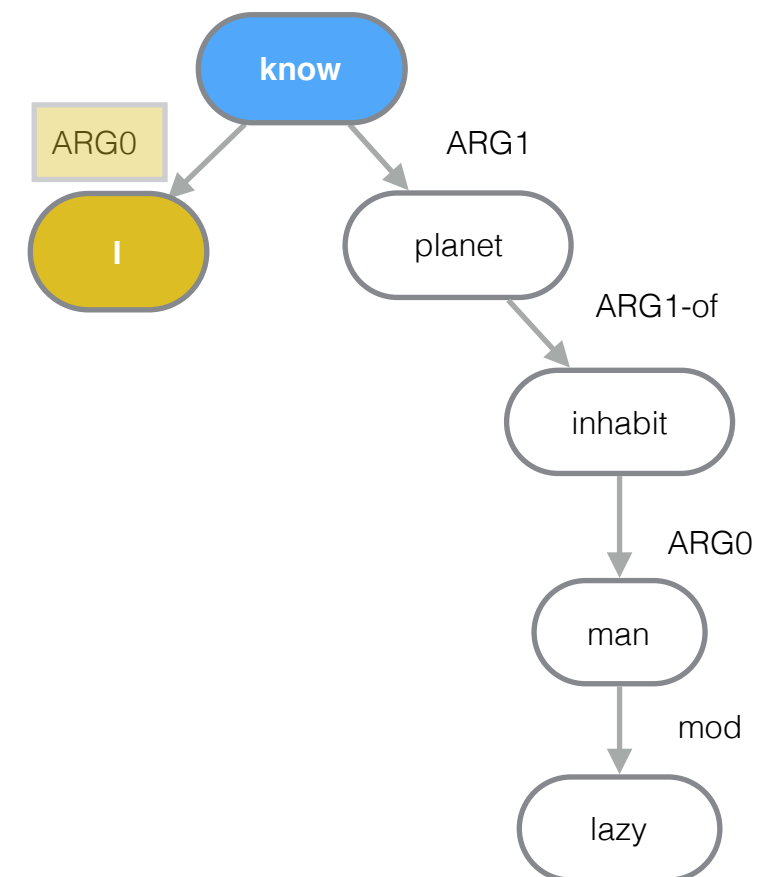 know
ARG0
ARG1
I
planet
ARG1-of
inhabit
ARG0
man
mod
lazy